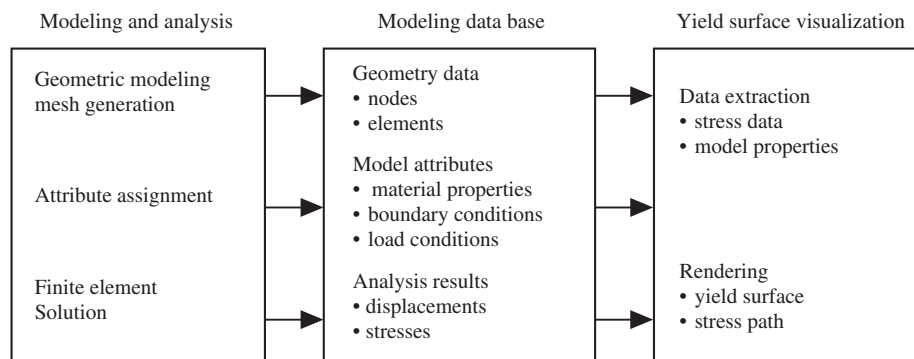 Modeling and analysis
Modeling data base
Yield surface visualization
Geometric modeling
mesh generation
Attribute assignment
Finite element
Solution
Geometry data
• nodes
• elements
Model attributes
• material properties
• boundary conditions
• load conditions
Analysis results
• displacements
• stresses
Data extraction
• stress data
• model properties
Rendering
• yield surface
• stress path